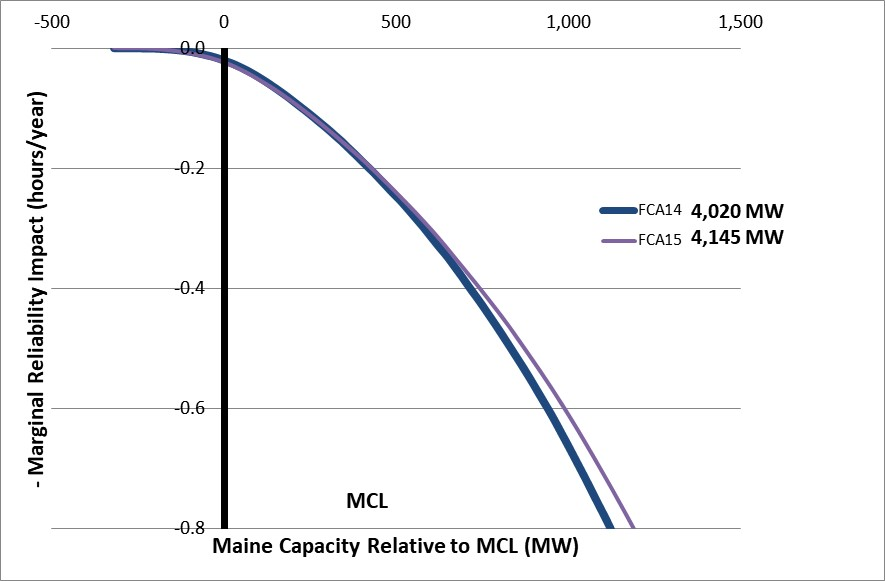 -500 0 500 1,000 1,500
0.0
-0.2
-0.4
-0.6
-0.8
- Marginal Reliability Impact (hours/year)
FCA14 4,020 MW
FCA15 4,145 MW
MCL
Maine Capacity Relative to MCL (MW)